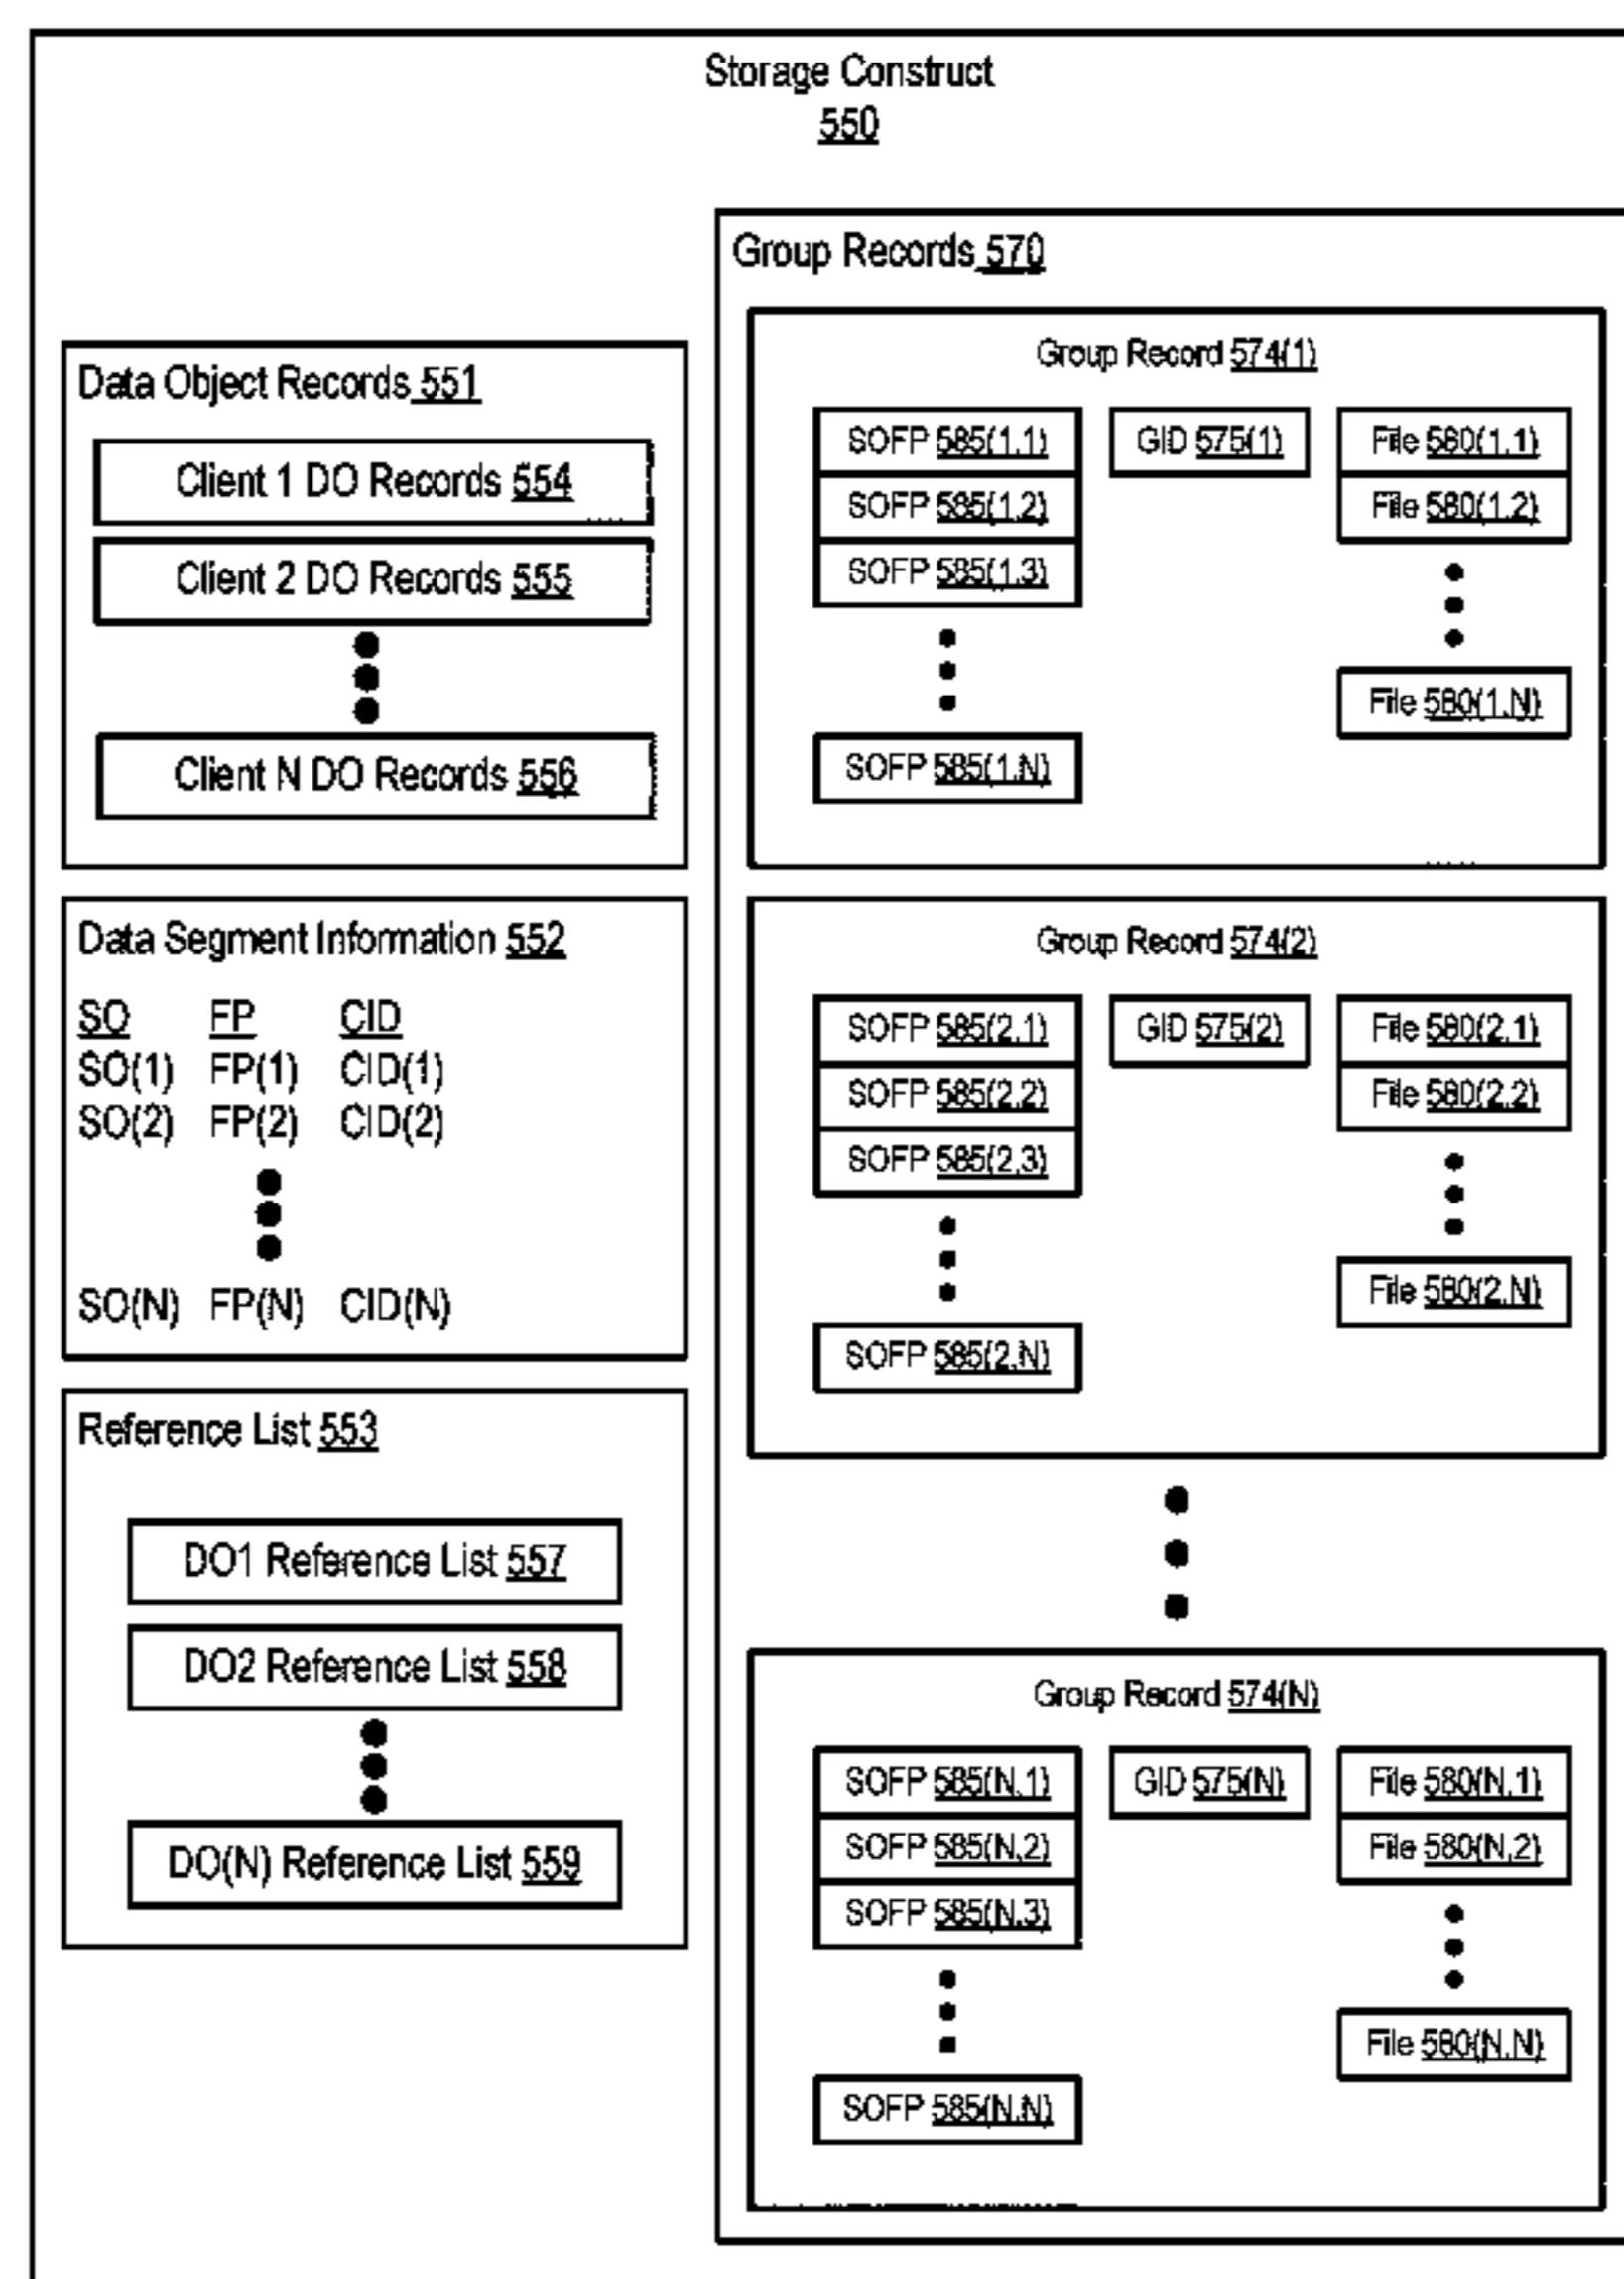 Storage Construct
550
Data Object Records 551
Client 1 DO Records 554
Client 2 DO Records 555
Client N DO Records 556
Data Segment Information 552
SO FP CID
SO(1) FP(1) CID(1)
SO(2) FP(2) CID(2)
SO(N) FP(N) CID(N)
Reference List 553
DO1 Reference List 557
DO2 Reference List 558
DO(N) Reference List 559
Group Records 570
Group Record 574(1)
SOFP 585(1,1) GID 575(1) File 580(1,1)
SOFP 585(1,2) File 580(1,2)
SOFP 585(1,3)
File 580(1,N)
SOFP 585(1,N)
Group Record 574(2)
SOFP 585(2,1) GID 575(2) File 580(2,1)
SOFP 585(2,2) File 580(2,2)
SOFP 585(2,3)
File 580(2,N)
SOFP 585(2,N)
Group Record 574(N)
SOFP 585(N,1) GID 575(N) File 580(N,1)
SOFP 585(N,2) File 580(N,2)
SOFP 585(N,3)
File 580(N,N)
SOFP 585(N,N)